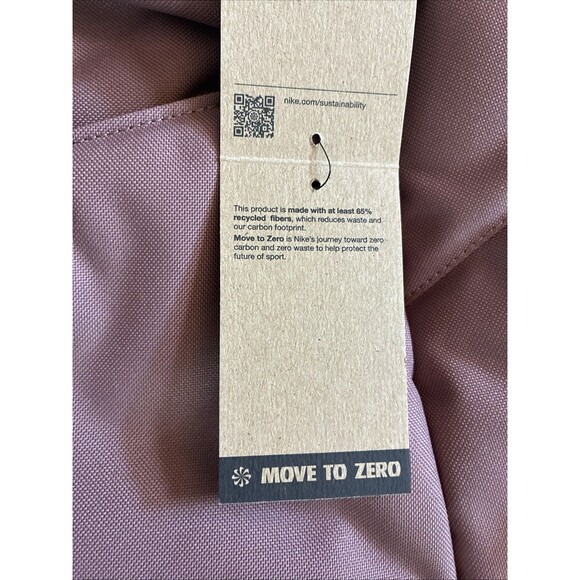 nike.com/sustainability
This product is made with at least 65%
recycled fibers, which reduces waste and
our carbon footprint.
Move to Zero is Nike's journey toward zero
carbon and zero waste to help protect the
future of sport.
MOVE TO ZERO